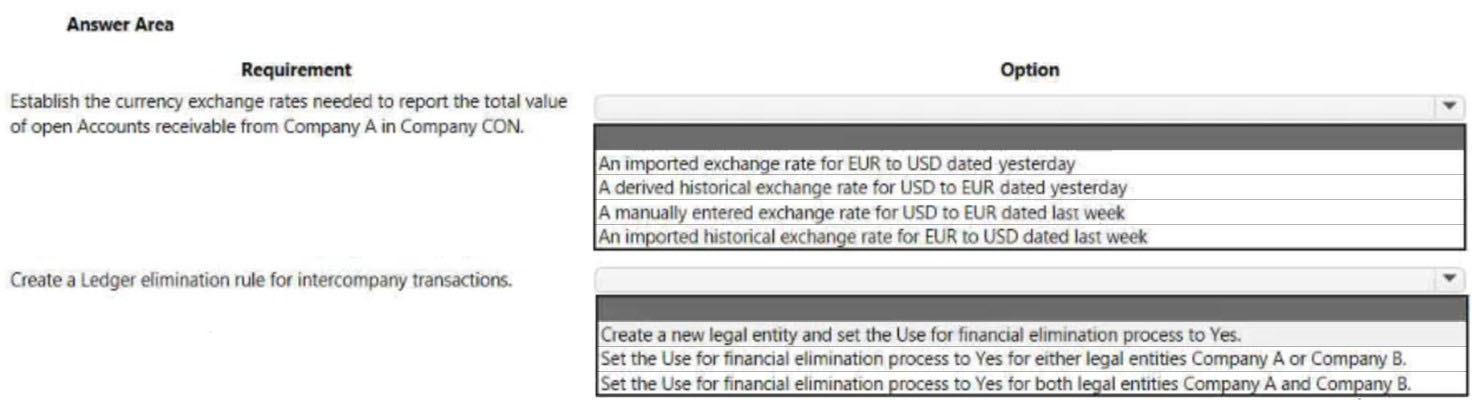 Answer Area
Requirement
Option
Establish the currency exchange rates needed to report the total value
of open Accounts receivable from Company A in Company CON.
An imported exchange rate for EUR to USD dated yesterday
A derived historical exchange rate for USD to EUR dated yesterday
A manually entered exchange rate for USD to EUR dated last week
An imported historical exchange rate for EUR to USD dated last week
Create a Ledger elimination rule for intercompany transactions.
Create a new legal entity and set the Use for financial elimination process to Yes.
Set the Use for financial elimination process to Yes for either legal entities Company A or Company B.
Set the Use for financial elimination process to Yes for both legal entities Company A and Company B.